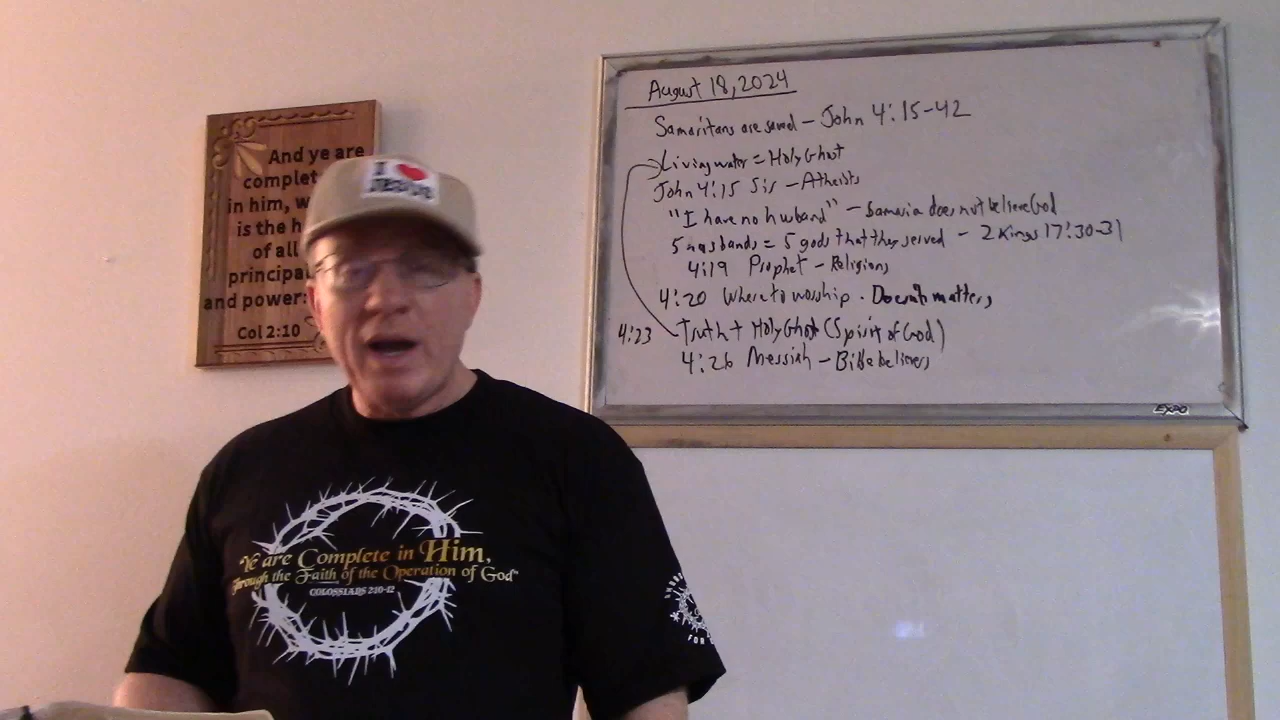 And ye are
complet
in him, w
is the h
of all
principal
and power:
Col 2:10
I
JESUS
"Ye are Complete in Him,
Through the Faith of the Operation of God"
COLOSSIANS 2:10-12
FOR
August 18, 2024
Samaritans are saved - John 4:15-42
Living water = Holy Ghost
John 4:15 Sir - Atheists
"I have no husband" - Samaria does not believe God
5 husbands = 5 gods that they served - 2 Kings 17:30-31
4:19 Prophet - Religions
4:20 Where to worship. Doesn't matter,
4:23 Truth + Holy Ghost (Spirit of God)
4:26 Messiah - Bible believers
EXPO